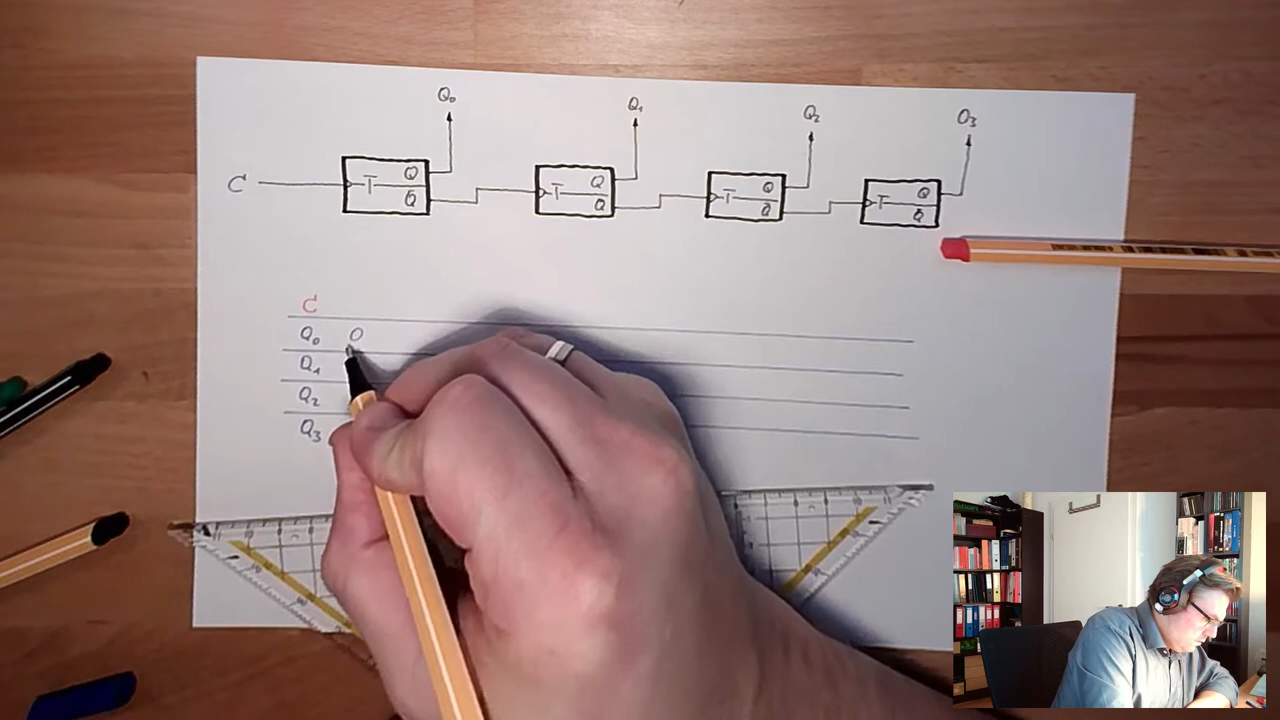 Q₀ Q₁ Q₂ Q₃
C T Q Q̅ T Q Q̅ T Q Q̅ T Q Q̅
C
Q₀ 0
Q₁
Q₂
Q₃